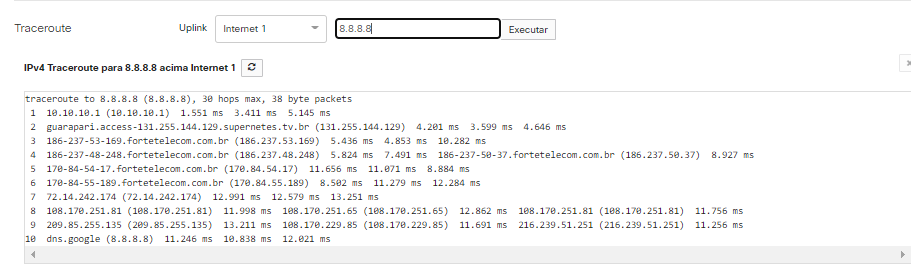 Traceroute Uplink Internet 1 8.8.8.8 Executar
IPv4 Traceroute para 8.8.8.8 acima Internet 1
traceroute to 8.8.8.8 (8.8.8.8), 30 hops max, 38 byte packets
1 10.10.10.1 (10.10.10.1) 1.551 ms 3.411 ms 5.145 ms
2 guarapari.access-131.255.144.129.supernetes.tv.br (131.255.144.129) 4.201 ms 3.599 ms 4.646 ms
3 186-237-53-169.fortetelecom.com.br (186.237.53.169) 5.436 ms 4.853 ms 10.282 ms
4 186-237-48-248.fortetelecom.com.br (186.237.48.248) 5.824 ms 7.491 ms 186-237-50-37.fortetelecom.com.br (186.237.50.37) 8.927 ms
5 170-84-54-17.fortetelecom.com.br (170.84.54.17) 11.656 ms 11.071 ms 8.884 ms
6 170-84-55-189.fortetelecom.com.br (170.84.55.189) 8.502 ms 11.279 ms 12.284 ms
7 72.14.242.174 (72.14.242.174) 12.991 ms 12.579 ms 13.251 ms
8 108.170.251.81 (108.170.251.81) 11.998 ms 108.170.251.65 (108.170.251.65) 12.862 ms 108.170.251.81 (108.170.251.81) 11.756 ms
9 209.85.255.135 (209.85.255.135) 13.211 ms 108.170.229.85 (108.170.229.85) 11.691 ms 216.239.51.251 (216.239.51.251) 11.256 ms
10 dns.google (8.8.8.8) 11.246 ms 10.838 ms 12.021 ms